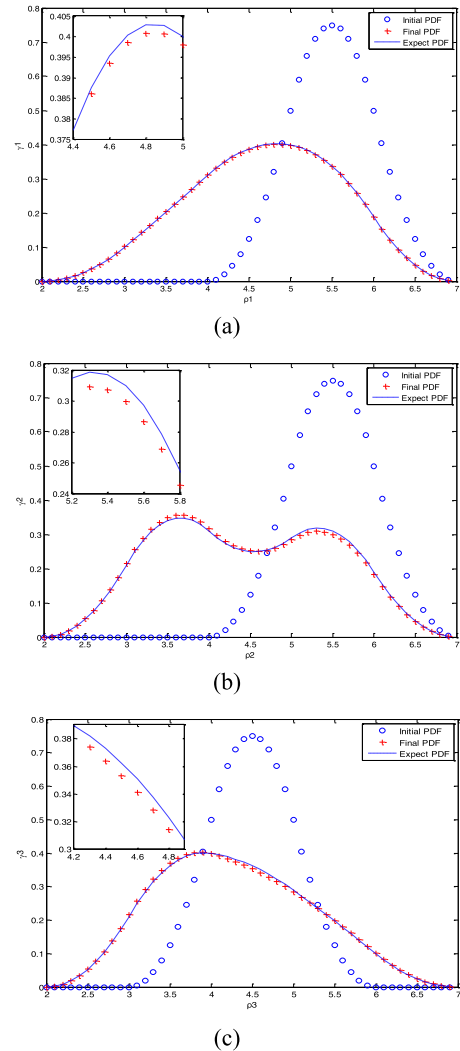 0.8
0.7
0.6
0.5
0.4
0.3
0.2
0.1
0
γ1
0.405
0.4
0.395
0.39
0.385
0.38
0.375
4.4 4.6 4.8 5
Initial PDF
Final PDF
Expect PDF
2 2.5 3 3.5 4 4.5 5 5.5 6 6.5 7
ρ1
(a)
0.8
0.7
0.6
0.5
0.4
0.3
0.2
0.1
0
γ2
0.32
0.3
0.28
0.26
0.24
5.2 5.4 5.6 5.8
Initial PDF
Final PDF
Expect PDF
2 2.5 3 3.5 4 4.5 5 5.5 6 6.5 7
ρ2
(b)
0.8
0.7
0.6
0.5
0.4
0.3
0.2
0.1
0
γ3
0.38
0.36
0.34
0.32
0.3
4.2 4.4 4.6 4.8
Initial PDF
Final PDF
Expect PDF
2 2.5 3 3.5 4 4.5 5 5.5 6 6.5 7
ρ3
(c)